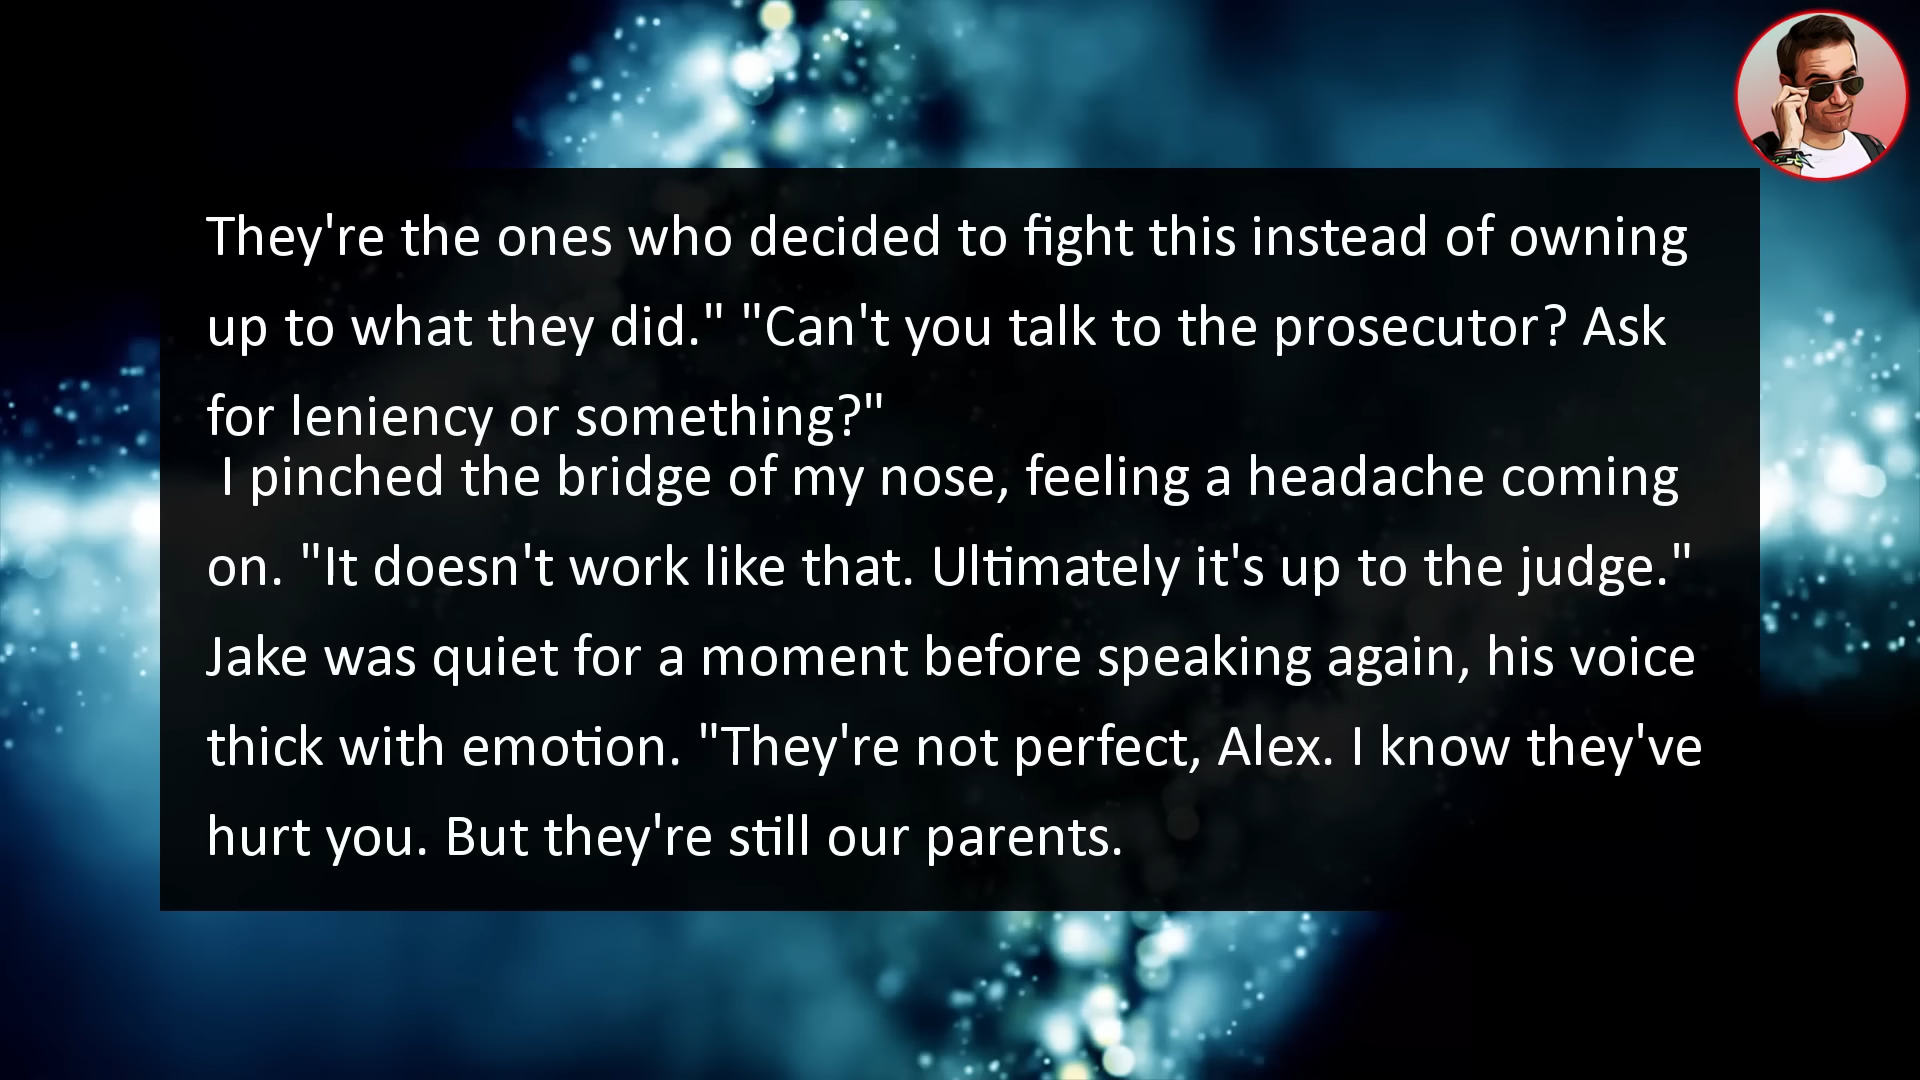 They're the ones who decided to fight this instead of owning
up to what they did." "Can't you talk to the prosecutor? Ask
for leniency or something?"
I pinched the bridge of my nose, feeling a headache coming
on. "It doesn't work like that. Ultimately it's up to the judge."
Jake was quiet for a moment before speaking again, his voice
thick with emotion. "They're not perfect, Alex. I know they've
hurt you. But they're still our parents.